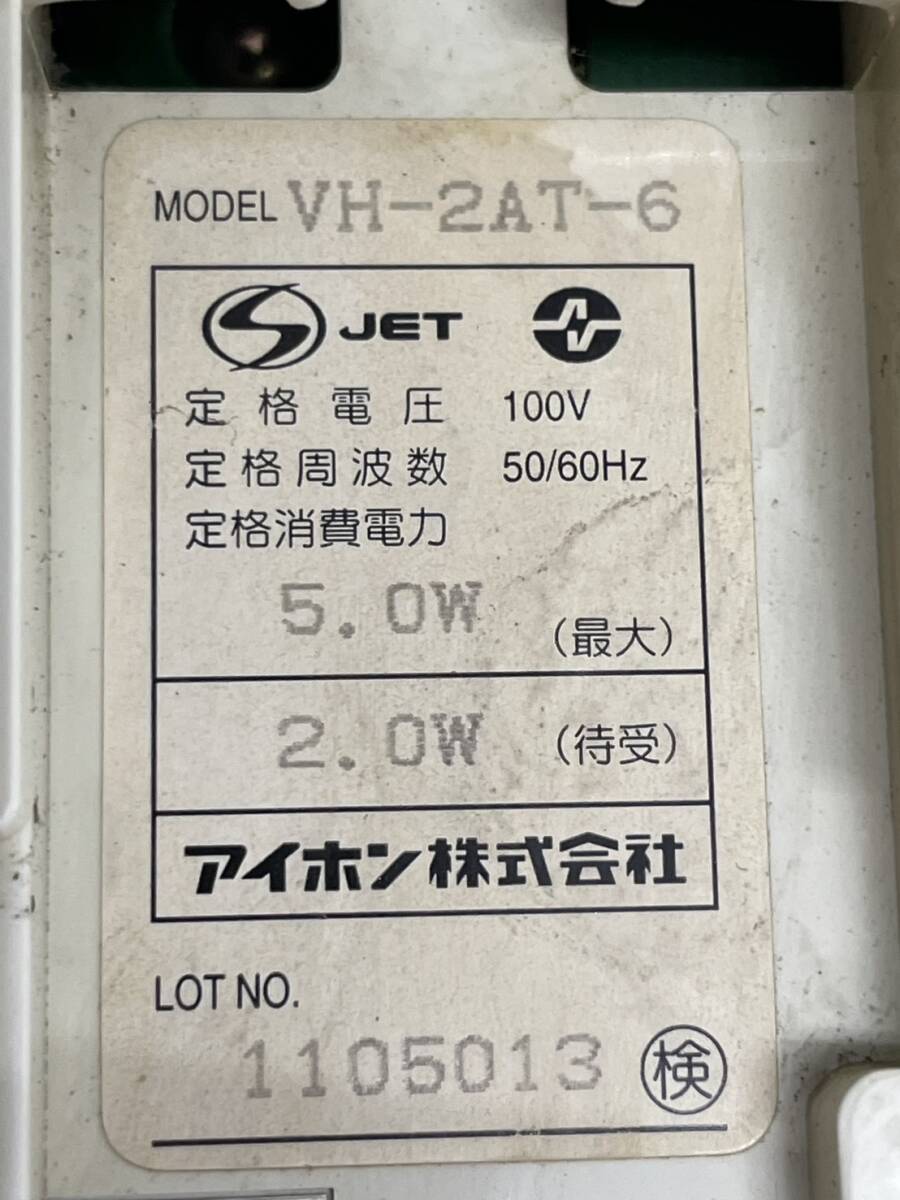 MODEL VH-2AT-6
S JET
定格電圧 100V
定格周波数 50/60Hz
定格消費電力
5.0W (最大)
2.0W (待受)
アイホン株式会社
LOT NO.
1105013 検